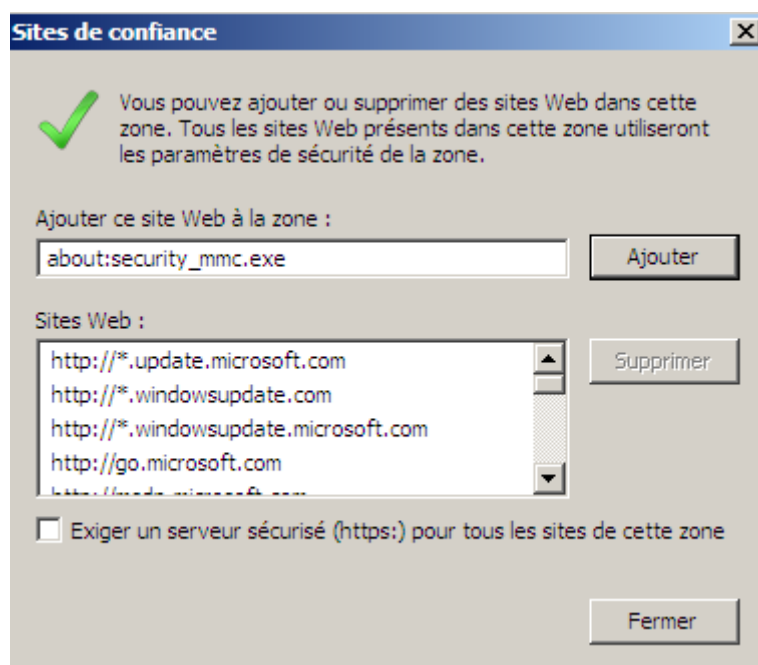 Sites de confiance
Vous pouvez ajouter ou supprimer des sites Web dans cette
zone. Tous les sites Web présents dans cette zone utiliseront
les paramètres de sécurité de la zone.
Ajouter ce site Web à la zone :
about:security_mmc.exe
Ajouter
Sites Web :
http://*.update.microsoft.com
Supprimer
http://*.windowsupdate.com
http://*.windowsupdate.microsoft.com
http://go.microsoft.com
Exiger un serveur sécurisé (https:) pour tous les sites de cette zone
Fermer